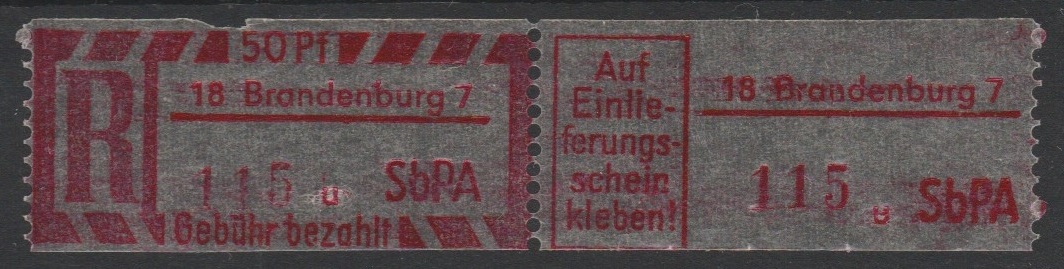 50 Pf
R
18 Brandenburg 7
115 u SbPA
Gebühr bezahlt
Auf
Einlie-
ferungs-
schein
kleben!
18 Brandenburg 7
115 u SbPA